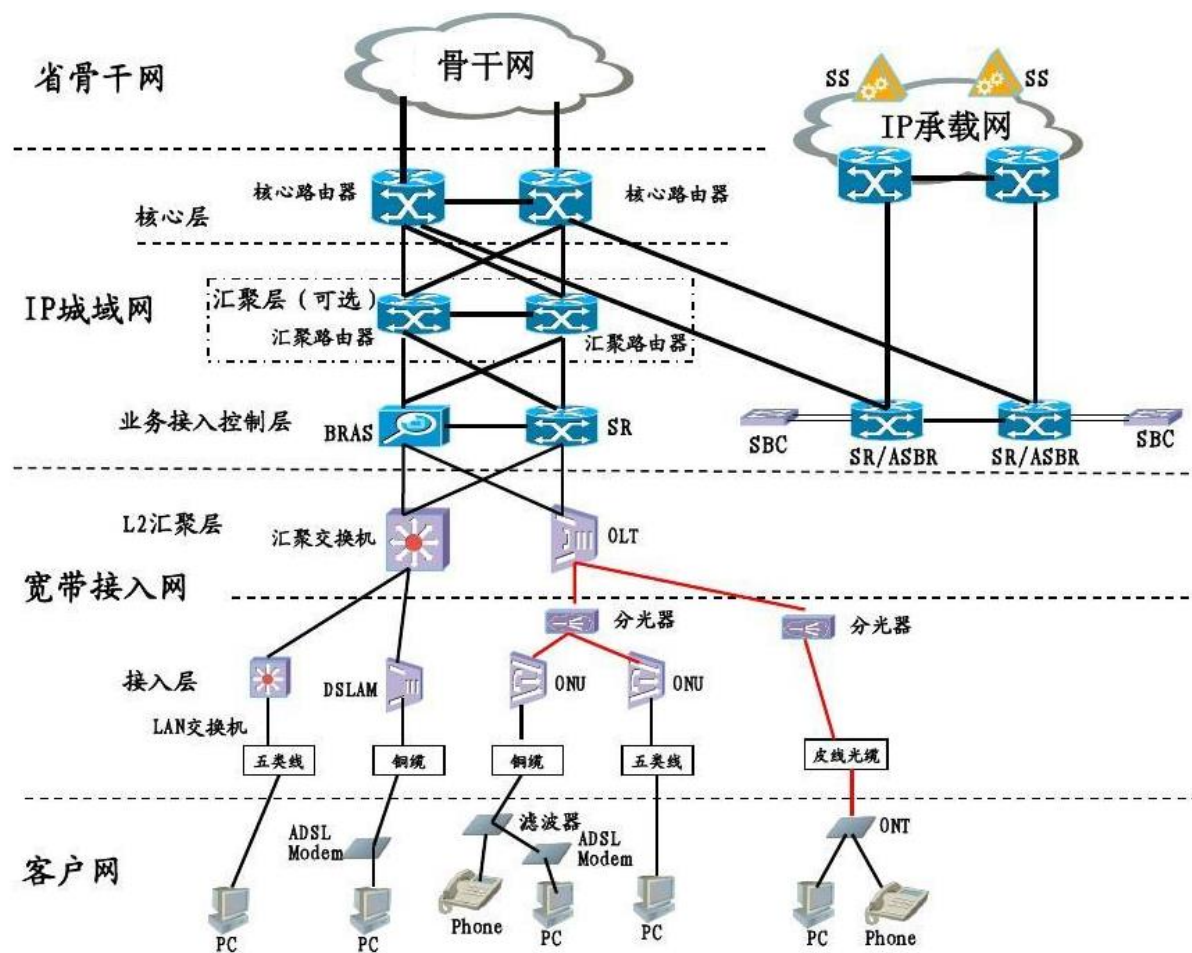 省骨干网
骨干网
SS
SS
IP承载网
核心路由器
核心路由器
核心层
IP城域网
汇聚层（可选）
汇聚路由器
汇聚路由器
业务接入控制层
BRAS
SR
SBC
SR/ASBR
SR/ASBR
SBC
L2汇聚层
汇聚交换机
OLT
宽带接入网
分光器
分光器
接入层
LAN交换机
DSLAM
ONU
ONU
五类线
铜缆
铜缆
五类线
皮线光缆
客户网
ADSL
Modem
滤波器
ADSL
Modem
ONT
PC
PC
Phone
PC
PC
PC
Phone